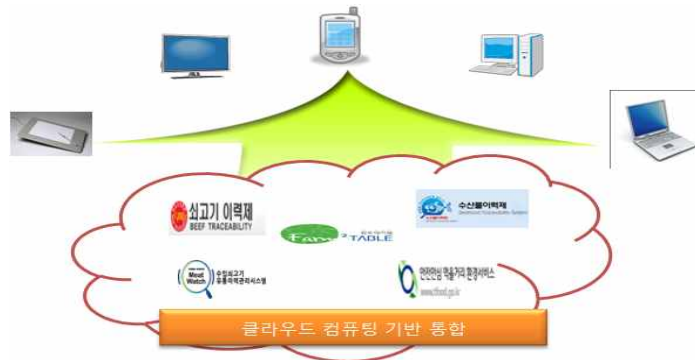 쇠고기 이력제
BEEF TRACEABILITY
수산물이력제
Farm2TABLE
Meat
Watch
수입쇠고기
유통이력관리시스템
안전안심 먹을거리 환경서비스
클라우드 컴퓨팅 기반 통합